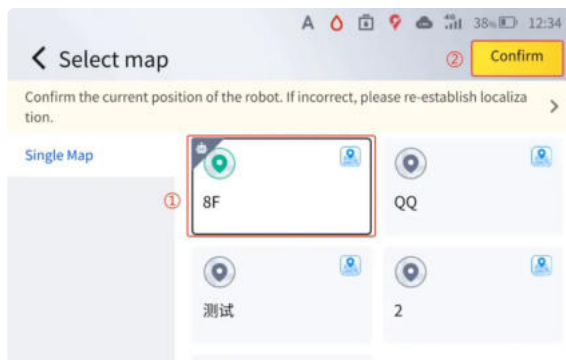 A 4G 38% 12:34
Select map
② Confirm
Confirm the current position of the robot. If incorrect, please re-establish localiza
tion.
Single Map
① 8F
QQ
测试
2